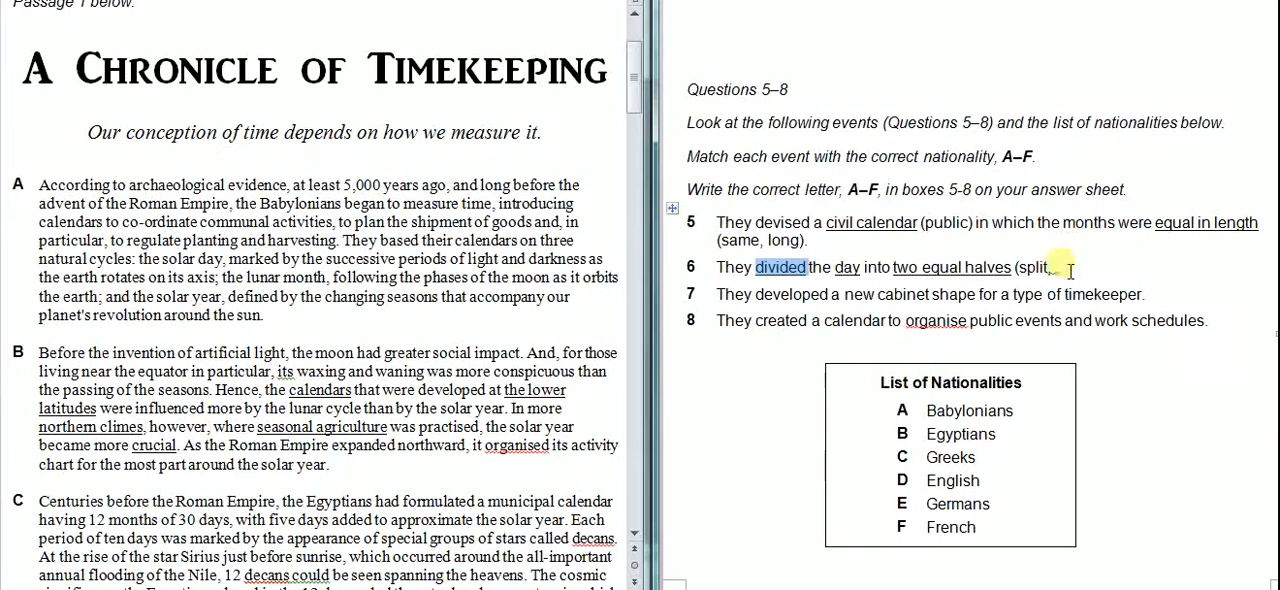 Passage 1 below.
A CHRONICLE OF TIMEKEEPING
Our conception of time depends on how we measure it.
A According to archaeological evidence, at least 5,000 years ago, and long before the
advent of the Roman Empire, the Babylonians began to measure time, introducing
calendars to co-ordinate communal activities, to plan the shipment of goods and, in
particular, to regulate planting and harvesting. They based their calendars on three
natural cycles: the solar day, marked by the successive periods of light and darkness as
the earth rotates on its axis; the lunar month, following the phases of the moon as it orbits
the earth; and the solar year, defined by the changing seasons that accompany our
planet's revolution around the sun.
B Before the invention of artificial light, the moon had greater social impact. And, for those
living near the equator in particular, its waxing and waning was more conspicuous than
the passing of the seasons. Hence, the calendars that were developed at the lower
latitudes were influenced more by the lunar cycle than by the solar year. In more
northern climes, however, where seasonal agriculture was practised, the solar year
became more crucial. As the Roman Empire expanded northward, it organised its activity
chart for the most part around the solar year.
C Centuries before the Roman Empire, the Egyptians had formulated a municipal calendar
having 12 months of 30 days, with five days added to approximate the solar year. Each
period of ten days was marked by the appearance of special groups of stars called decans.
At the rise of the star Sirius just before sunrise, which occurred around the all-important
annual flooding of the Nile, 12 decans could be seen spanning the heavens. The cosmic
Questions 5–8
Look at the following events (Questions 5–8) and the list of nationalities below.
Match each event with the correct nationality, A–F.
Write the correct letter, A–F, in boxes 5-8 on your answer sheet.
5 They devised a civil calendar (public) in which the months were equal in length
(same, long).
6 They divided the day into two equal halves (split,
7 They developed a new cabinet shape for a type of timekeeper.
8 They created a calendar to organise public events and work schedules.
List of Nationalities
A Babylonians
B Egyptians
C Greeks
D English
E Germans
F French